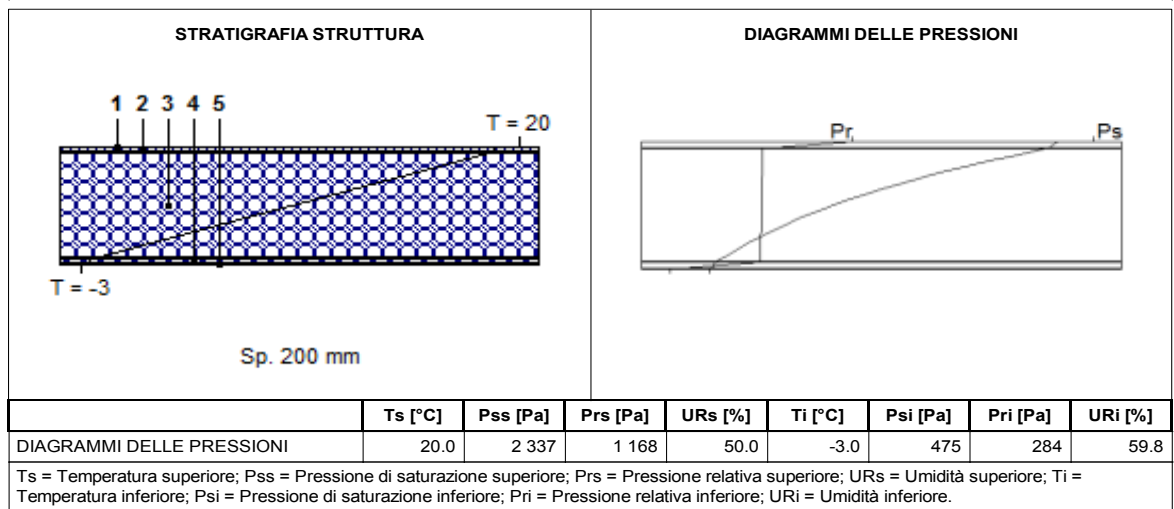 STRATIGRAFIA STRUTTURA
DIAGRAMMI DELLE PRESSIONI
1 2 3 4 5
T = 20
T = -3
Sp. 200 mm
Pr
Ps
Ts [°C] Pss [Pa] Prs [Pa] URs [%] Ti [°C] Psi [Pa] Pri [Pa] URi [%]
DIAGRAMMI DELLE PRESSIONI 20.0 2 337 1 168 50.0 -3.0 475 284 59.8
Ts = Temperatura superiore; Pss = Pressione di saturazione superiore; Prs = Pressione relativa superiore; URs = Umidità superiore; Ti =
Temperatura inferiore; Psi = Pressione di saturazione inferiore; Pri = Pressione relativa inferiore; URi = Umidità inferiore.